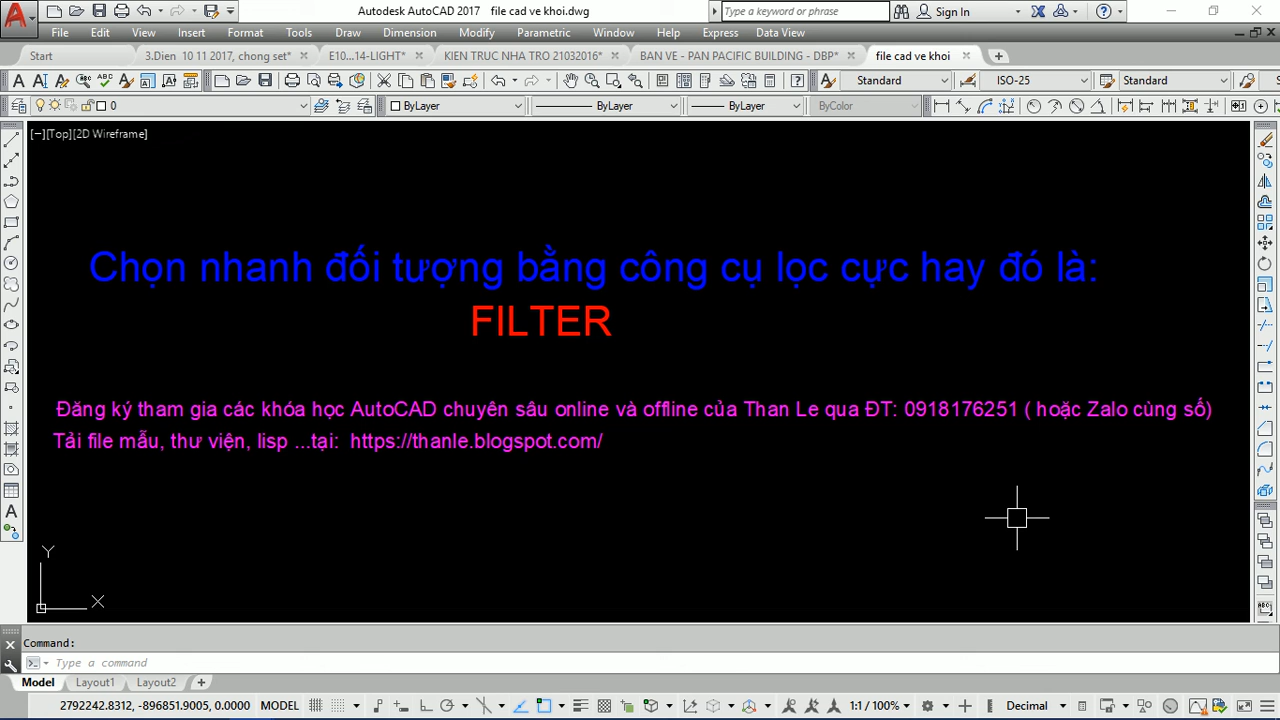 Autodesk AutoCAD 2017 file cad ve khoi.dwg
Type a keyword or phrase
Sign In
File Edit View Insert Format Tools Draw Dimension Modify Parametric Window Help Express Data View
Start 3.Dien 10 11 2017, chong set* E10...14-LIGHT* KIEN TRUC NHA TRO 21032016* BAN VE - PAN PACIFIC BUILDING - DBP* file cad ve khoi
Standard ISO-25 Standard
0 ByLayer ByLayer ByLayer ByColor
[−][Top][2D Wireframe]
Chọn nhanh đối tượng bằng công cụ lọc cực hay đó là:
FILTER
Đăng ký tham gia các khóa học AutoCAD chuyên sâu online và offline của Than Le qua ĐT: 0918176251 ( hoặc Zalo cùng số)
Tải file mẫu, thư viện, lisp ...tại: https://thanle.blogspot.com/
Y
X
Command:
Type a command
Model Layout1 Layout2
2792242.8312, -896851.9005, 0.0000 MODEL 1:1 / 100% Decimal